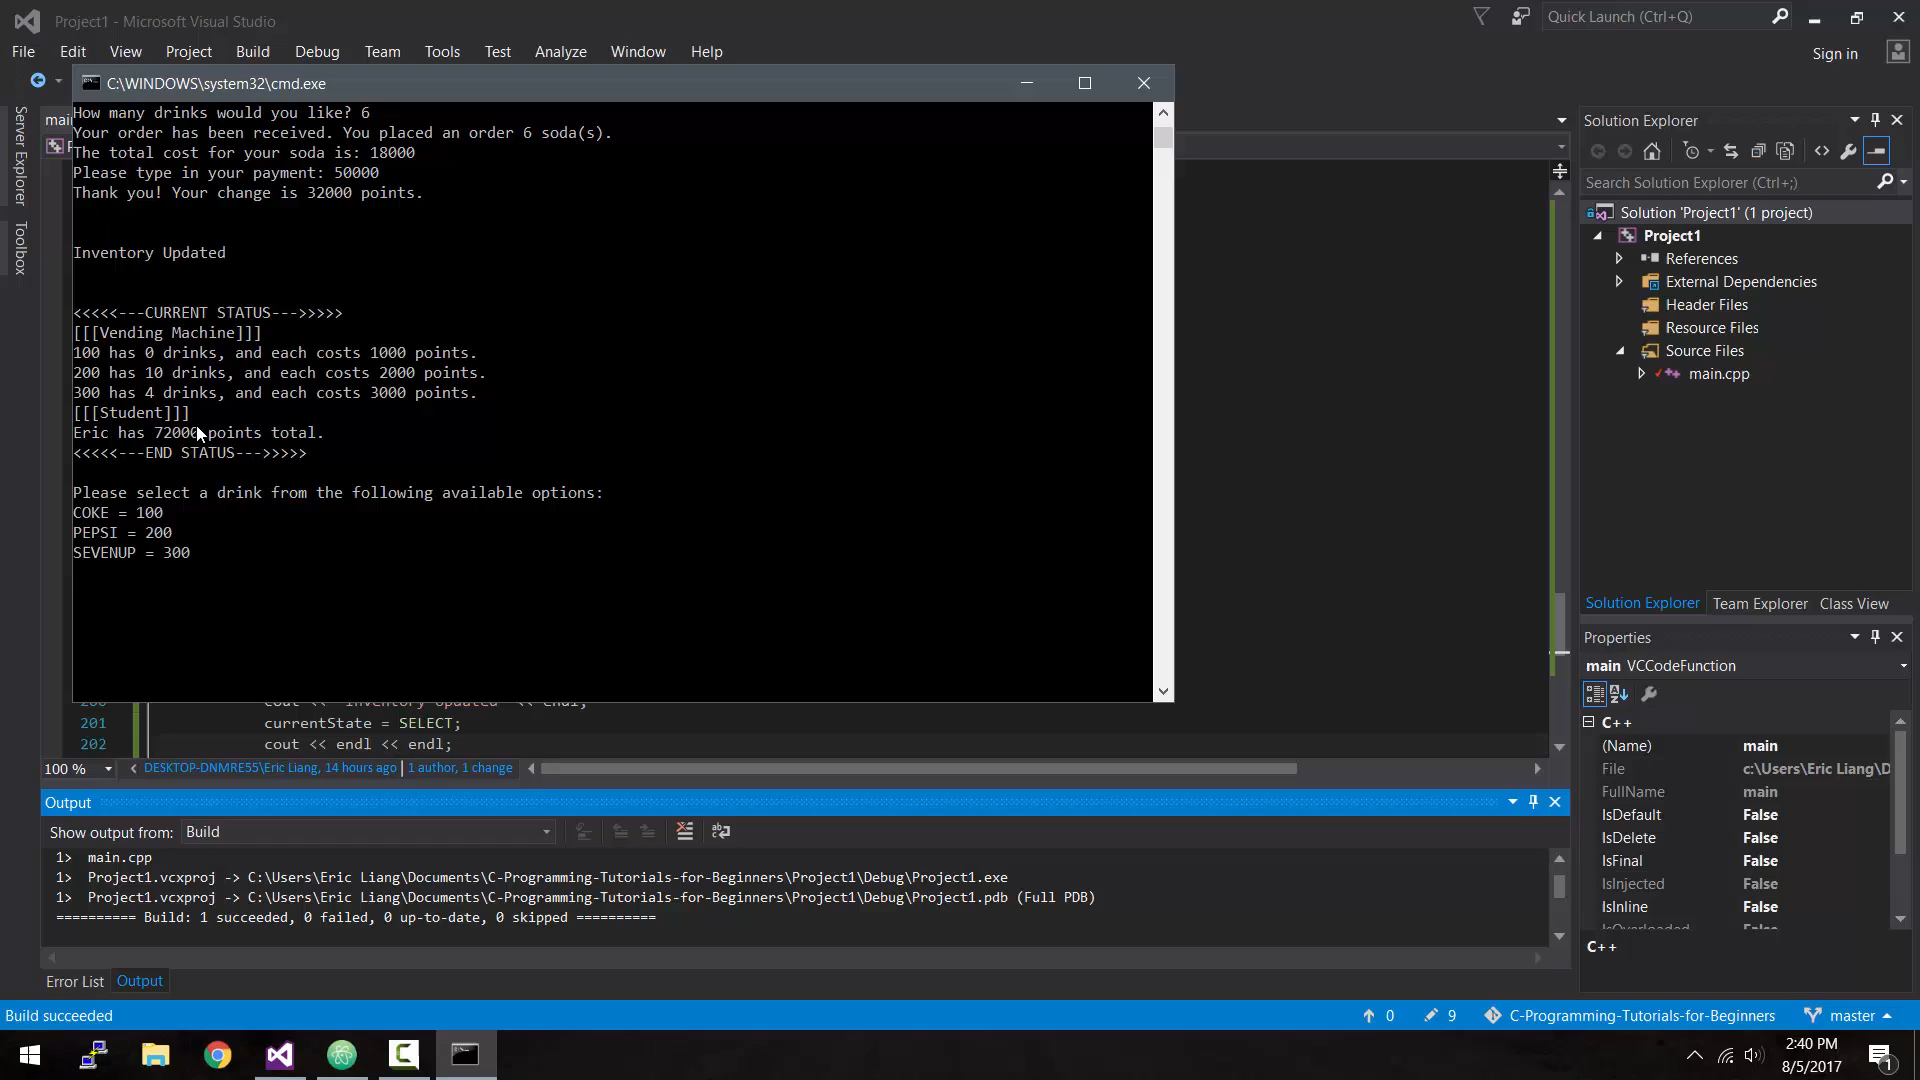 Project1 - Microsoft Visual Studio
Quick Launch (Ctrl+Q)
File Edit View Project Build Debug Team Tools Test Analyze Window Help
Sign in
C:\WINDOWS\system32\cmd.exe
How many drinks would you like? 6
Your order has been received. You placed an order 6 soda(s).
The total cost for your soda is: 18000
Please type in your payment: 50000
Thank you! Your change is 32000 points.
Inventory Updated
<<<<<---CURRENT STATUS--->>>>>
[[[Vending Machine]]]
100 has 0 drinks, and each costs 1000 points.
200 has 10 drinks, and each costs 2000 points.
300 has 4 drinks, and each costs 3000 points.
[[[Student]]]
Eric has 72000 points total.
<<<<<---END STATUS--->>>>>
Please select a drink from the following available options:
COKE = 100
PEPSI = 200
SEVENUP = 300
Server Explorer
Toolbox
201 currentState = SELECT;
202 cout << endl << endl;
100 %
DESKTOP-DNMRE55\Eric Liang, 14 hours ago | 1 author, 1 change
Output
Show output from: Build
1> main.cpp
1> Project1.vcxproj -> C:\Users\Eric Liang\Documents\C-Programming-Tutorials-for-Beginners\Project1\Debug\Project1.exe
1> Project1.vcxproj -> C:\Users\Eric Liang\Documents\C-Programming-Tutorials-for-Beginners\Project1\Debug\Project1.pdb (Full PDB)
========== Build: 1 succeeded, 0 failed, 0 up-to-date, 0 skipped ==========
Error List Output
Solution Explorer
Search Solution Explorer (Ctrl+;)
Solution 'Project1' (1 project)
Project1
References
External Dependencies
Header Files
Resource Files
Source Files
main.cpp
Solution Explorer Team Explorer Class View
Properties
main VCCodeFunction
C++
(Name) main
File c:\Users\Eric Liang\D
FullName main
IsDefault False
IsDelete False
IsFinal False
IsInjected False
IsInline False
C++
Build succeeded
0 9 C-Programming-Tutorials-for-Beginners master
2:40 PM
8/5/2017
1